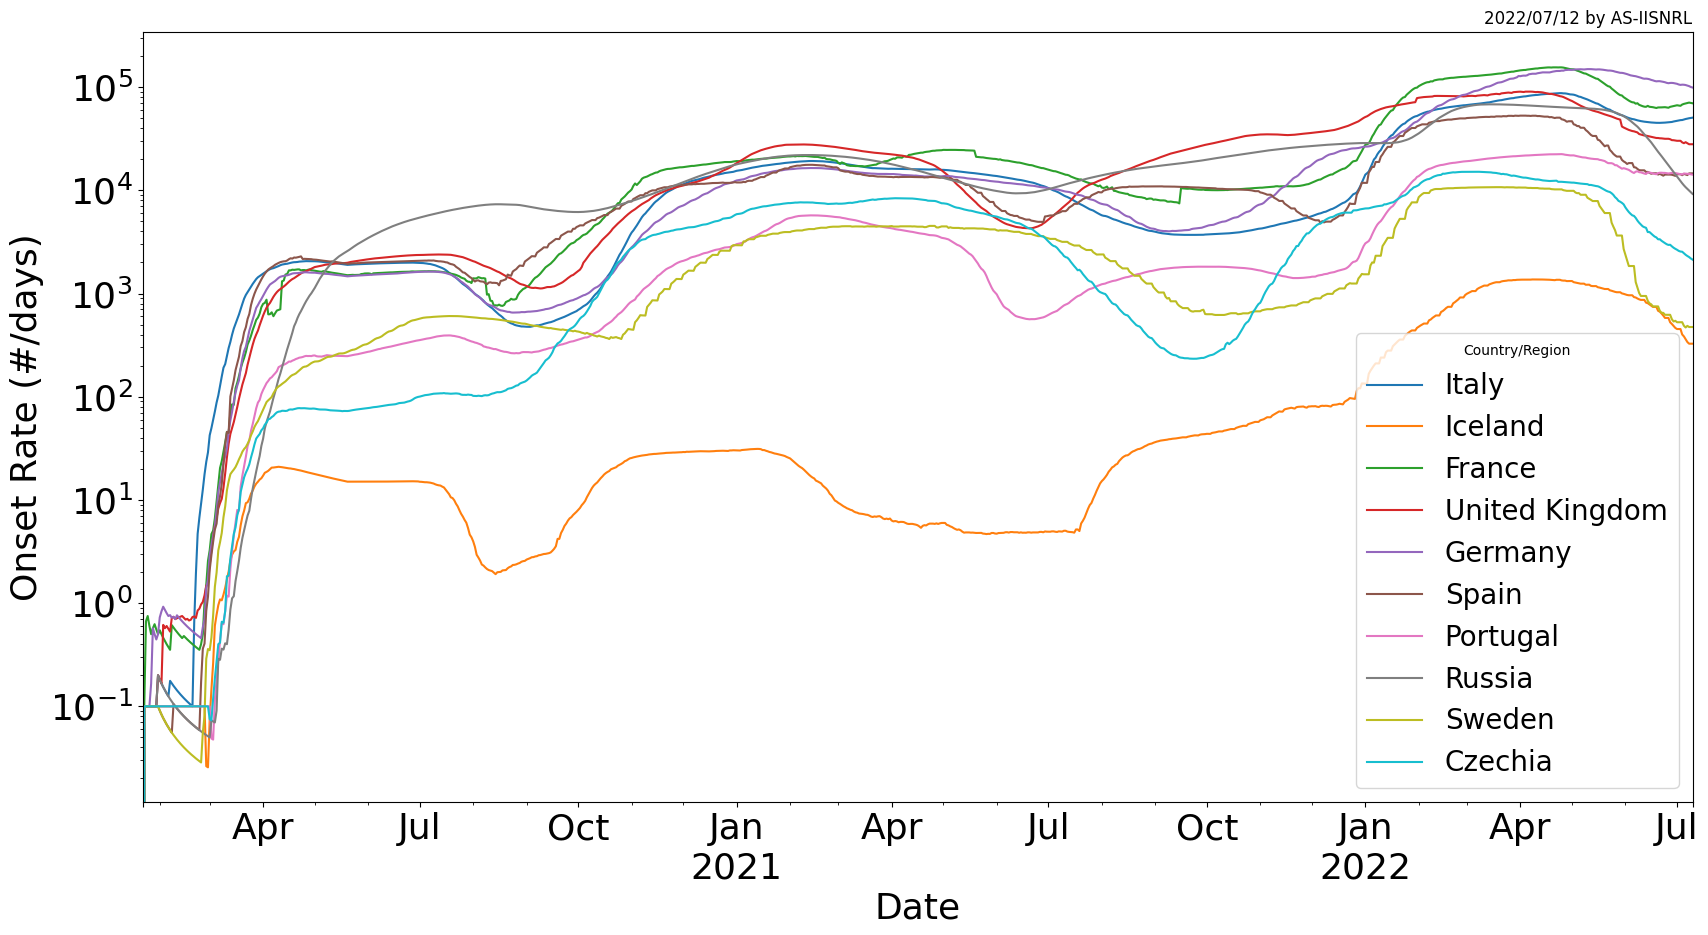 2022/07/12 by AS-IISNRL
Onset Rate (#/days)
10^5
10^4
10^3
10^2
10^1
10^0
10^−1
Country/Region
Italy
Iceland
France
United Kingdom
Germany
Spain
Portugal
Russia
Sweden
Czechia
Apr Jul Oct Jan Apr Jul Oct Jan Apr Jul
2021 2022
Date